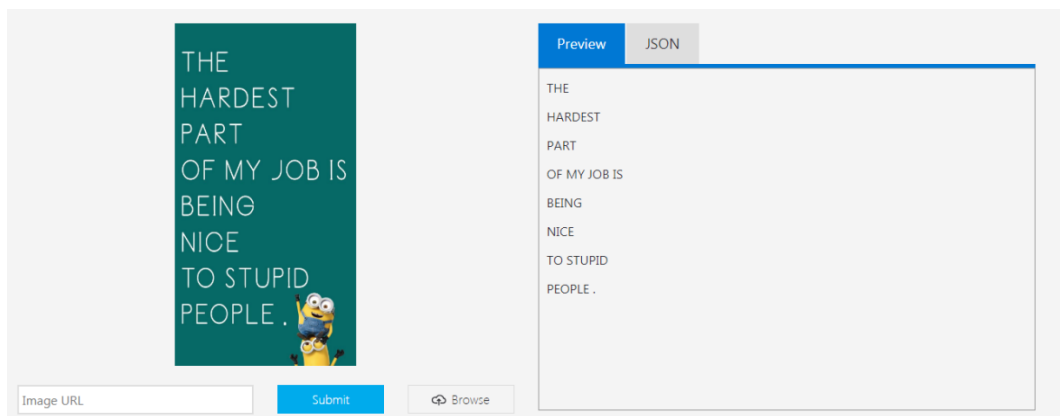 THE
HARDEST
PART
OF MY JOB IS
BEING
NICE
TO STUPID
PEOPLE .
Image URL
Submit
Browse
Preview
JSON
THE
HARDEST
PART
OF MY JOB IS
BEING
NICE
TO STUPID
PEOPLE .